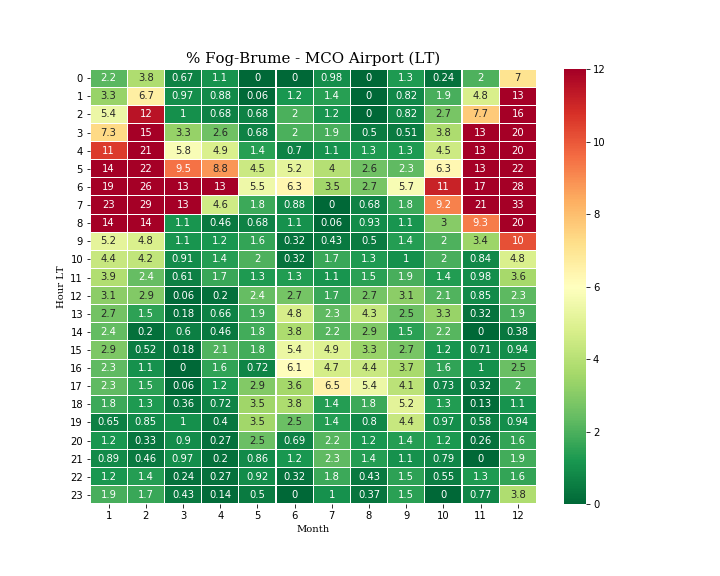 % Fog-Brume - MCO Airport (LT)
0 2.2 3.8 0.67 1.1 0 0 0.98 0 1.3 0.24 2 7
1 3.3 6.7 0.97 0.88 0.06 1.2 1.4 0 0.82 1.9 4.8 13
2 5.4 12 1 0.68 0.68 2 1.2 0 0.82 2.7 7.7 16
3 7.3 15 3.3 2.6 0.68 2 1.9 0.5 0.51 3.8 13 20
4 11 21 5.8 4.9 1.4 0.7 1.1 1.3 1.3 4.5 13 20
5 14 22 9.5 8.8 4.5 5.2 4 2.6 2.3 6.3 13 22
6 19 26 13 13 5.5 6.3 3.5 2.7 5.7 11 17 28
7 23 29 13 4.6 1.8 0.88 0 0.68 1.8 9.2 21 33
8 14 14 1.1 0.46 0.68 1.1 0.06 0.93 1.1 3 9.3 20
9 5.2 4.8 1.1 1.2 1.6 0.32 0.43 0.5 1.4 2 3.4 10
10 4.4 4.2 0.91 1.4 2 0.32 1.7 1.3 1 2 0.84 4.8
11 3.9 2.4 0.61 1.7 1.3 1.3 1.1 1.5 1.9 1.4 0.98 3.6
12 3.1 2.9 0.06 0.2 2.4 2.7 1.7 2.7 3.1 2.1 0.85 2.3
13 2.7 1.5 0.18 0.66 1.9 4.8 2.3 4.3 2.5 3.3 0.32 1.9
14 2.4 0.2 0.6 0.46 1.8 3.8 2.2 2.9 1.5 2.2 0 0.38
15 2.9 0.52 0.18 2.1 1.8 5.4 4.9 3.3 2.7 1.2 0.71 0.94
16 2.3 1.1 0 1.6 0.72 6.1 4.7 4.4 3.7 1.6 1 2.5
17 2.3 1.5 0.06 1.2 2.9 3.6 6.5 5.4 4.1 0.73 0.32 2
18 1.8 1.3 0.36 0.72 3.5 3.8 1.4 1.8 5.2 1.3 0.13 1.1
19 0.65 0.85 1 0.4 3.5 2.5 1.4 0.8 4.4 0.97 0.58 0.94
20 1.2 0.33 0.9 0.27 2.5 0.69 2.2 1.2 1.4 1.2 0.26 1.6
21 0.89 0.46 0.97 0.2 0.86 1.2 2.3 1.4 1.1 0.79 0 1.9
22 1.2 1.4 0.24 0.27 0.92 0.32 1.8 0.43 1.5 0.55 1.3 1.6
23 1.9 1.7 0.43 0.14 0.5 0 1 0.37 1.5 0 0.77 3.8
1 2 3 4 5 6 7 8 9 10 11 12
Month
Hour LT
12
10
8
6
4
2
0